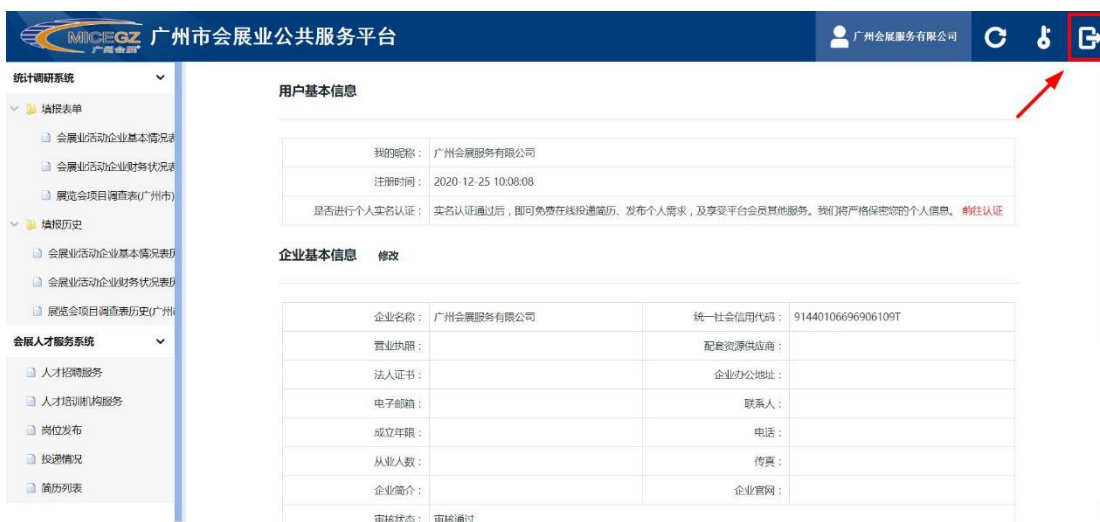 MICEGZ 广州市会展业公共服务平台 广州会展服务有限公司
广州会展
统计调研系统
填报表单
会展业活动企业基本情况表
会展业活动企业财务状况表
展览会项目调查表(广州市)
填报历史
会展业活动企业基本情况表历
会展业活动企业财务状况表历
展览会项目调查表历史(广州
会展人才服务系统
人才招聘服务
人才培训机构服务
岗位发布
投递情况
简历列表
用户基本信息
我的昵称： 广州会展服务有限公司
注册时间： 2020-12-25 10:08:08
是否进行个人实名认证： 实名认证通过后，即可免费在线投递简历、发布个人需求，及享受平台会员其他服务。我们将严格保密您的个人信息。 前往认证
企业基本信息 修改
企业名称： 广州会展服务有限公司 统一社会信用代码： 91440106696906109T
营业执照： 配套资源供应商：
法人证书： 企业办公地址：
电子邮箱： 联系人：
成立年限： 电话：
从业人数： 传真：
企业简介： 企业官网：
审核状态： 审核通过